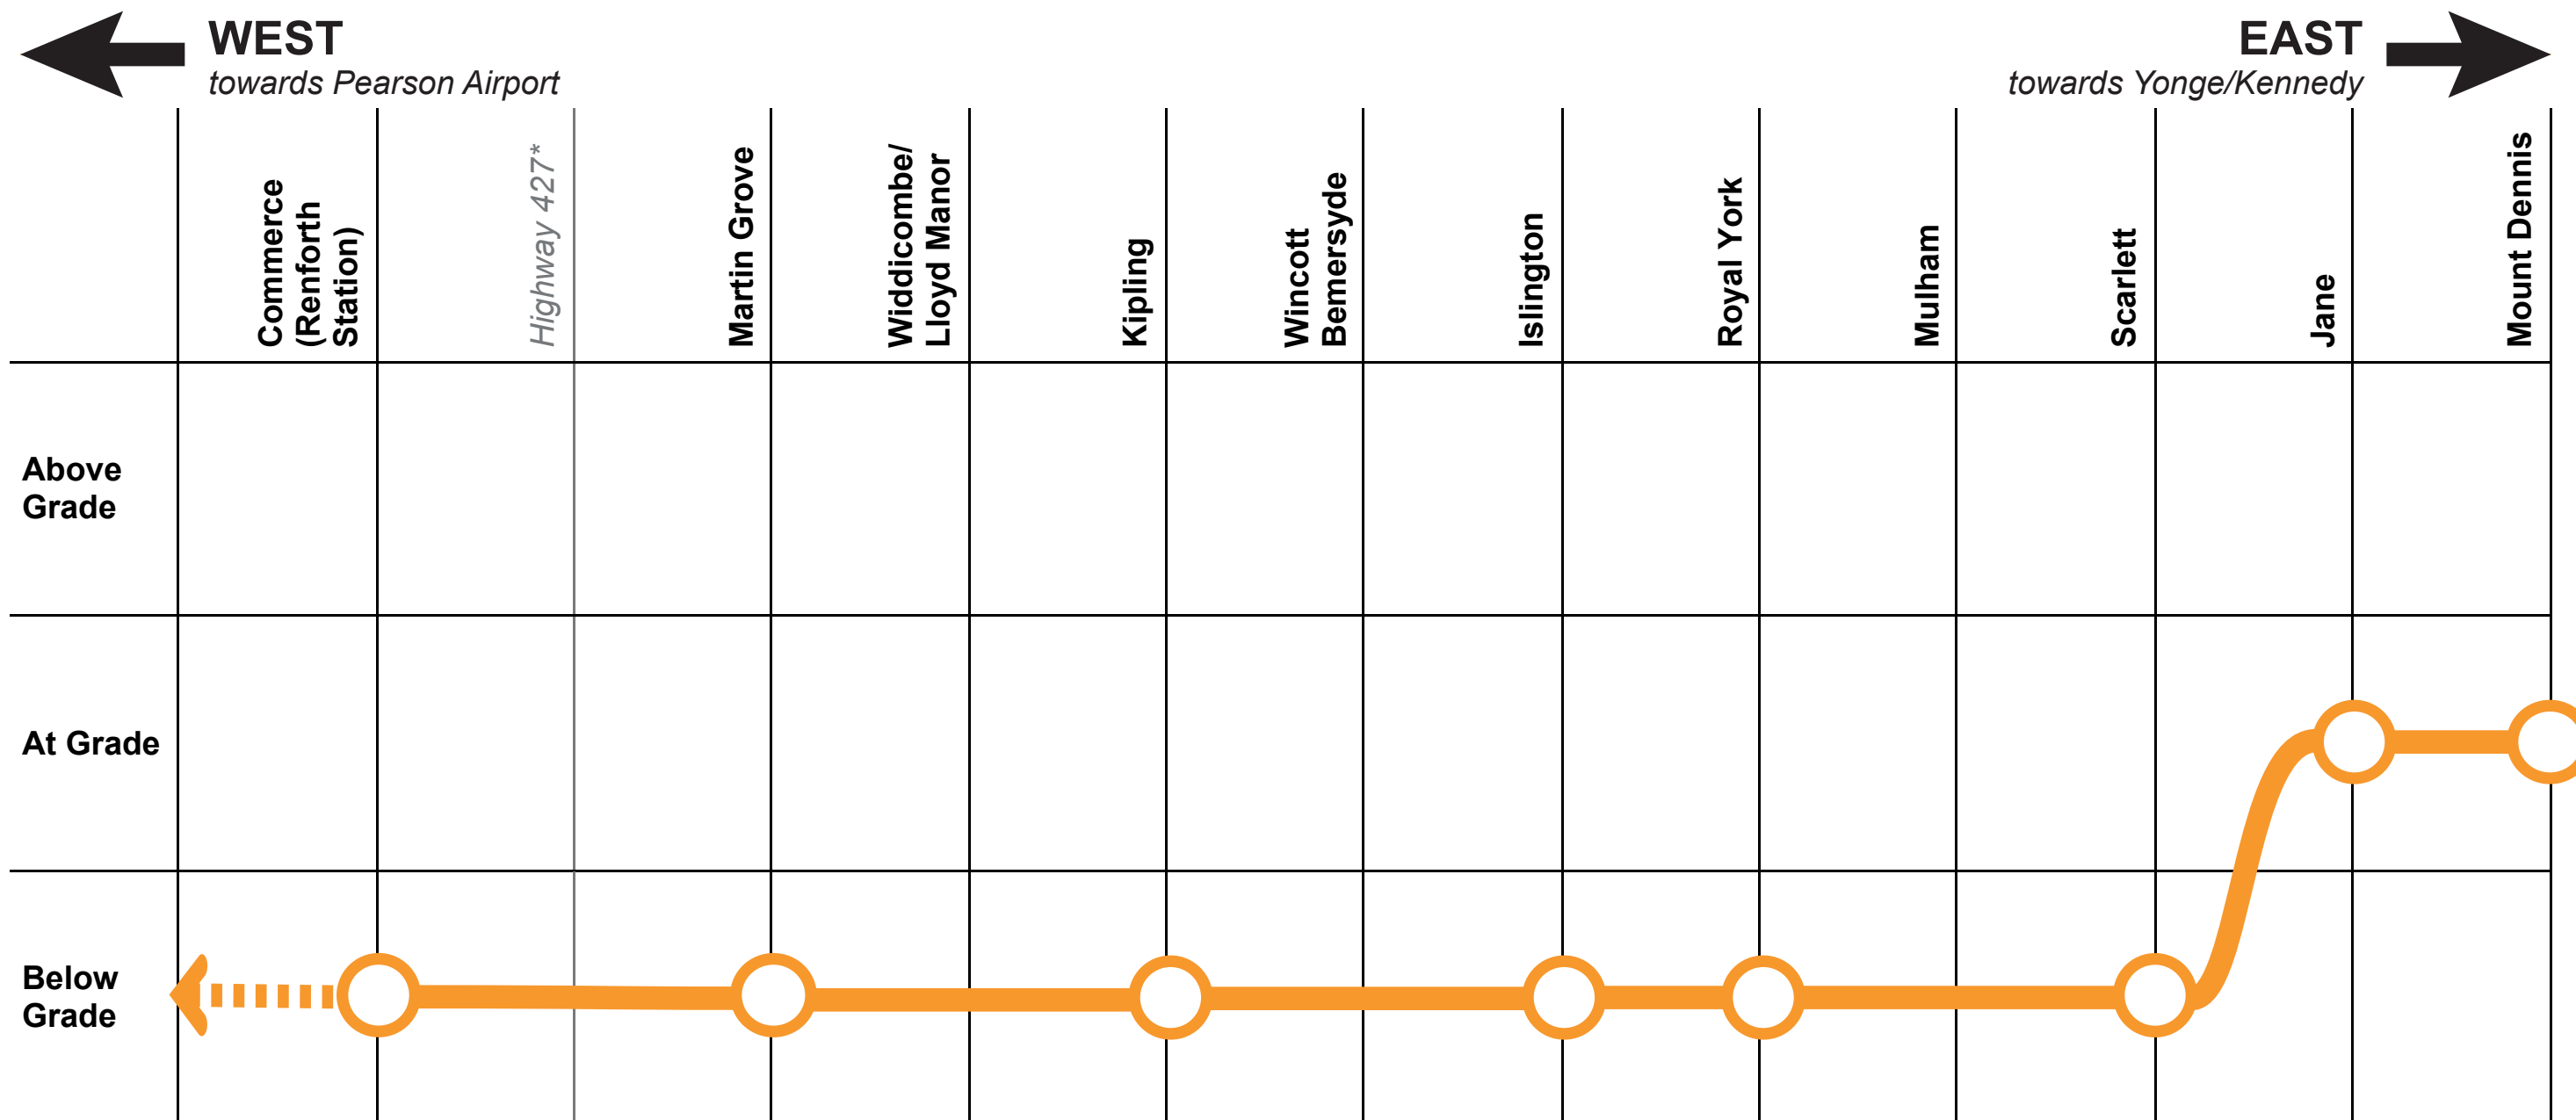 WEST
towards Pearson Airport
EAST
towards Yonge/Kennedy
Commerce
(Renforth
Station)
Highway 427*
Martin Grove
Widdicombe/
Lloyd Manor
Kipling
Wincott
Bemersyde
Islington
Royal York
Mulham
Scarlett
Jane
Mount Dennis
Above
Grade
At Grade
Below
Grade